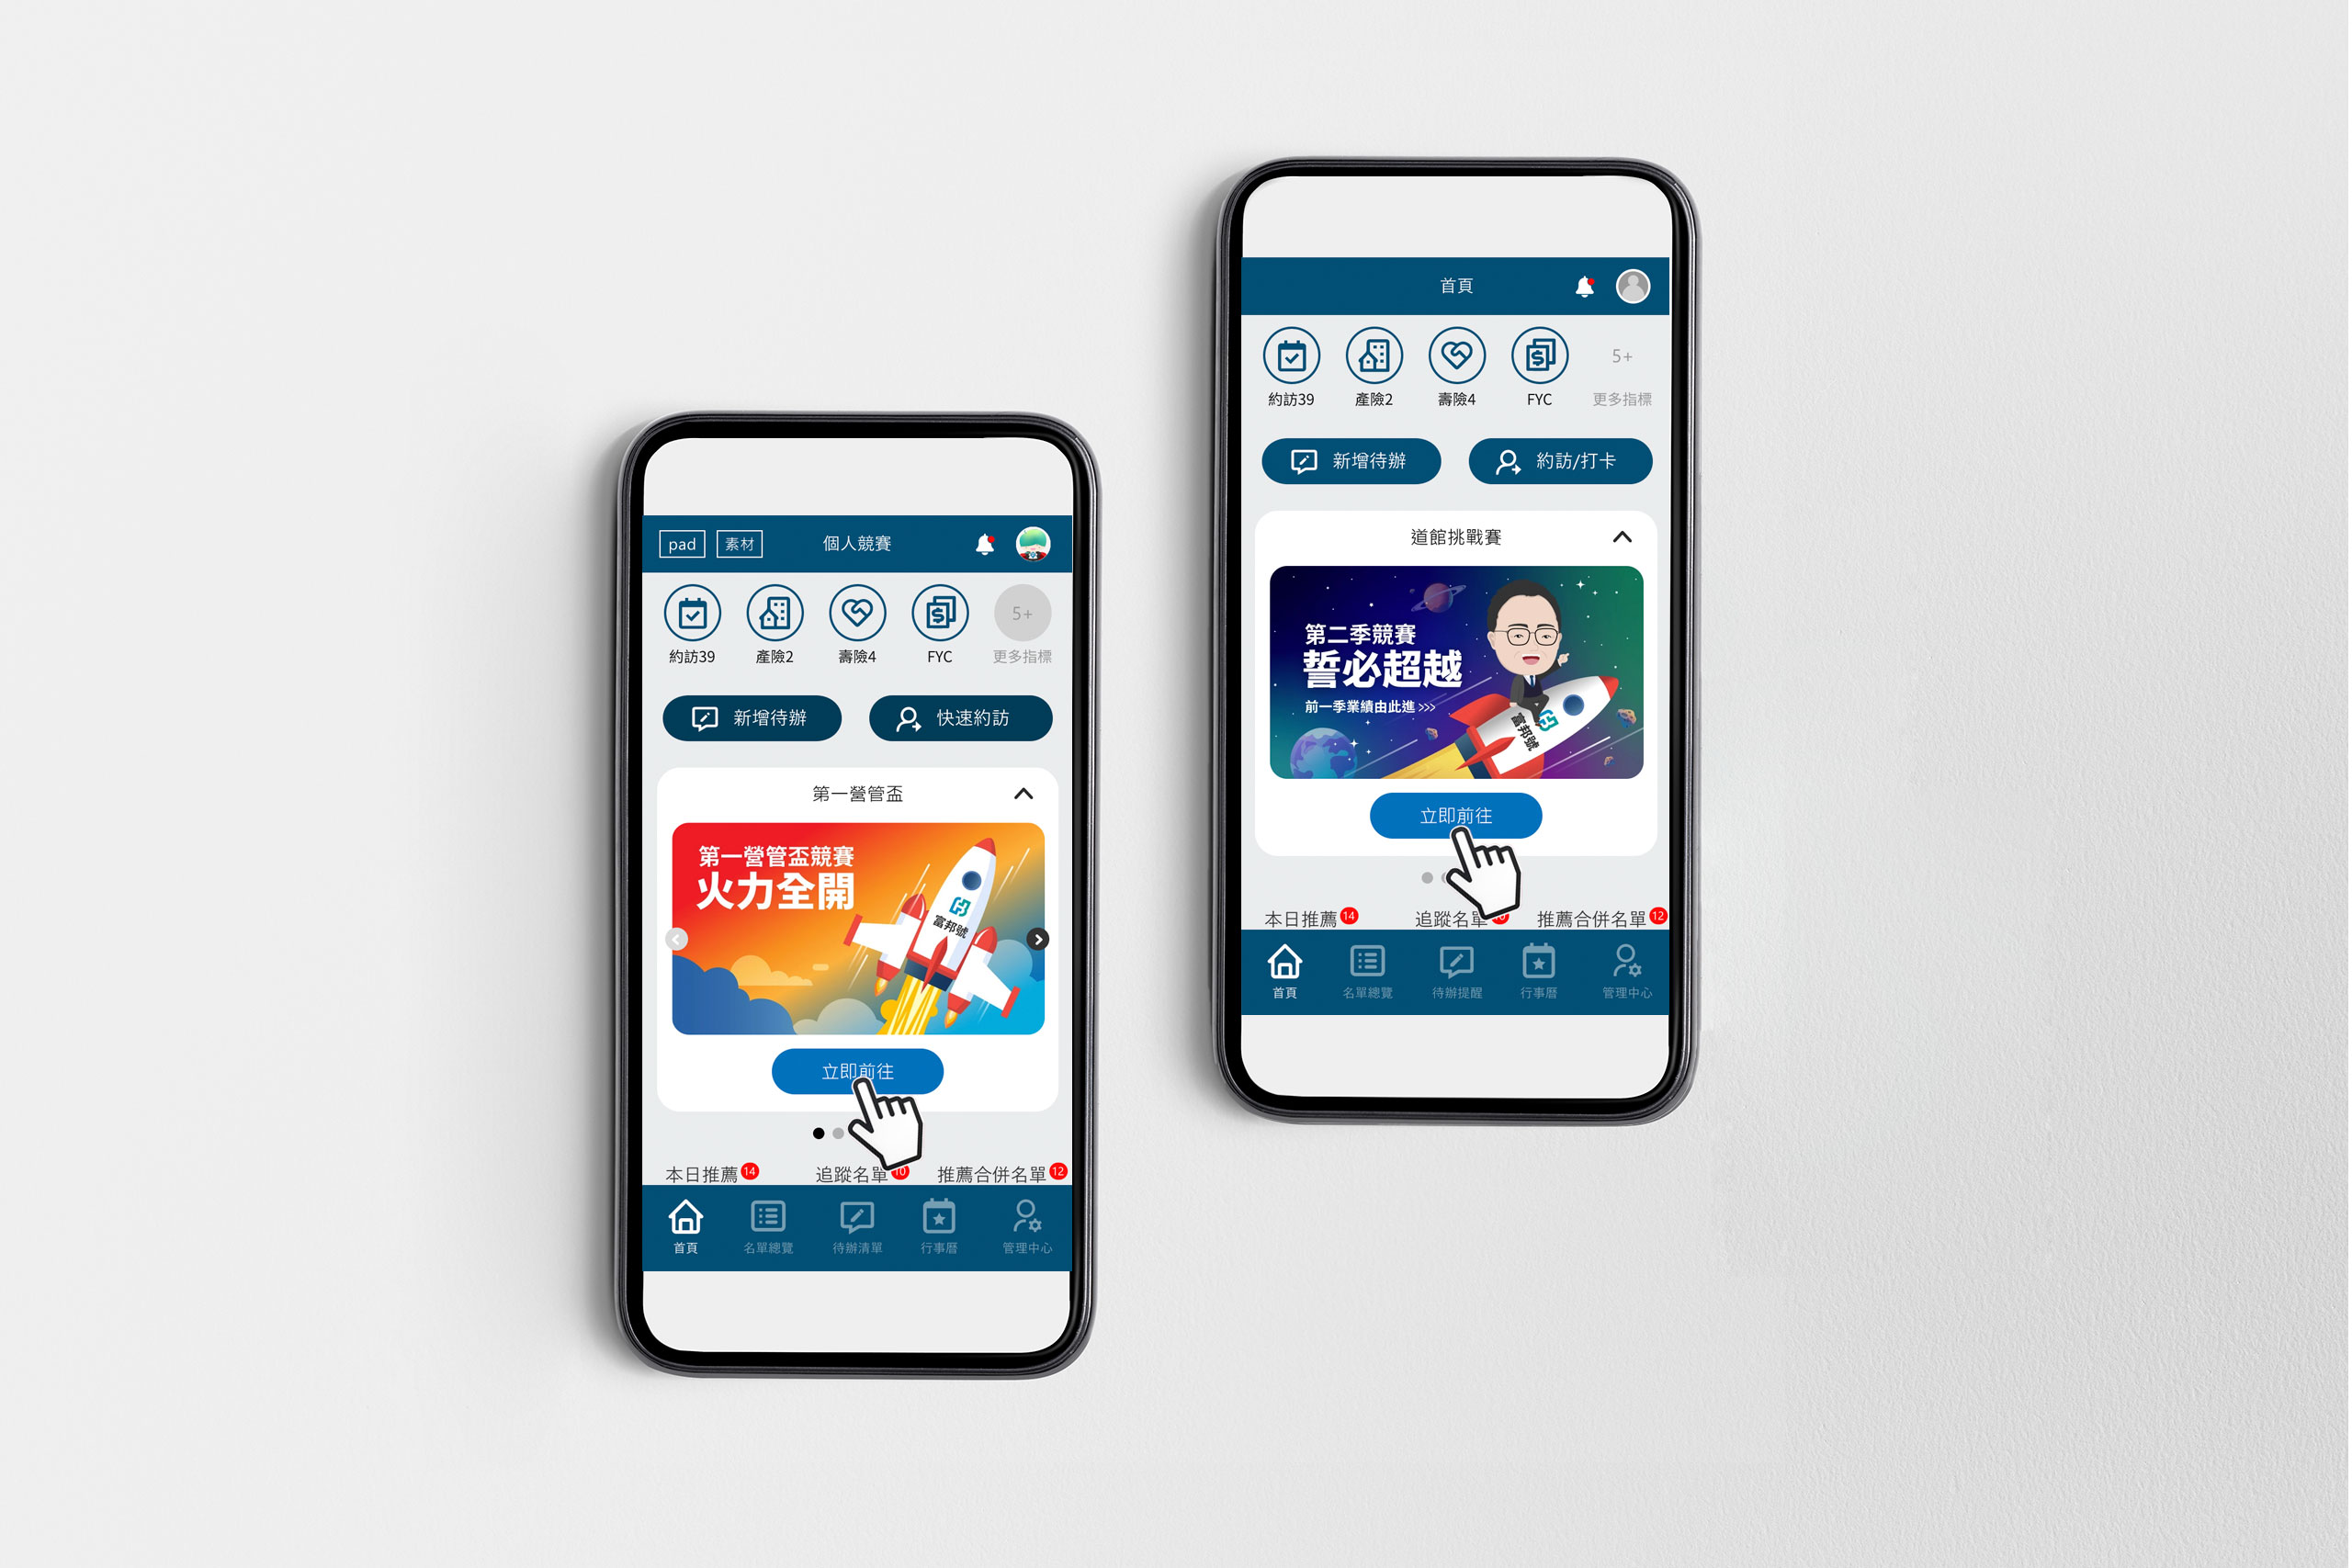 pad
素材
個人競賽
約訪39
產險2
壽險4
FYC
5+
更多指標
新增待辦
快速約訪
第一營管盃
第一營管盃競賽
火力全開
富邦號
立即前往
本日推薦 14
追蹤名單 10
推薦合併名單 12
首頁
名單總覽
待辦清單
行事曆
管理中心
首頁
約訪39
產險2
壽險4
FYC
5+
更多指標
新增待辦
約訪/打卡
道館挑戰賽
第二季競賽
誓必超越
前一季業績由此進 >>>
富邦號
立即前往
本日推薦 14
追蹤名單
推薦合併名單 12
首頁
名單總覽
待辦提醒
行事曆
管理中心